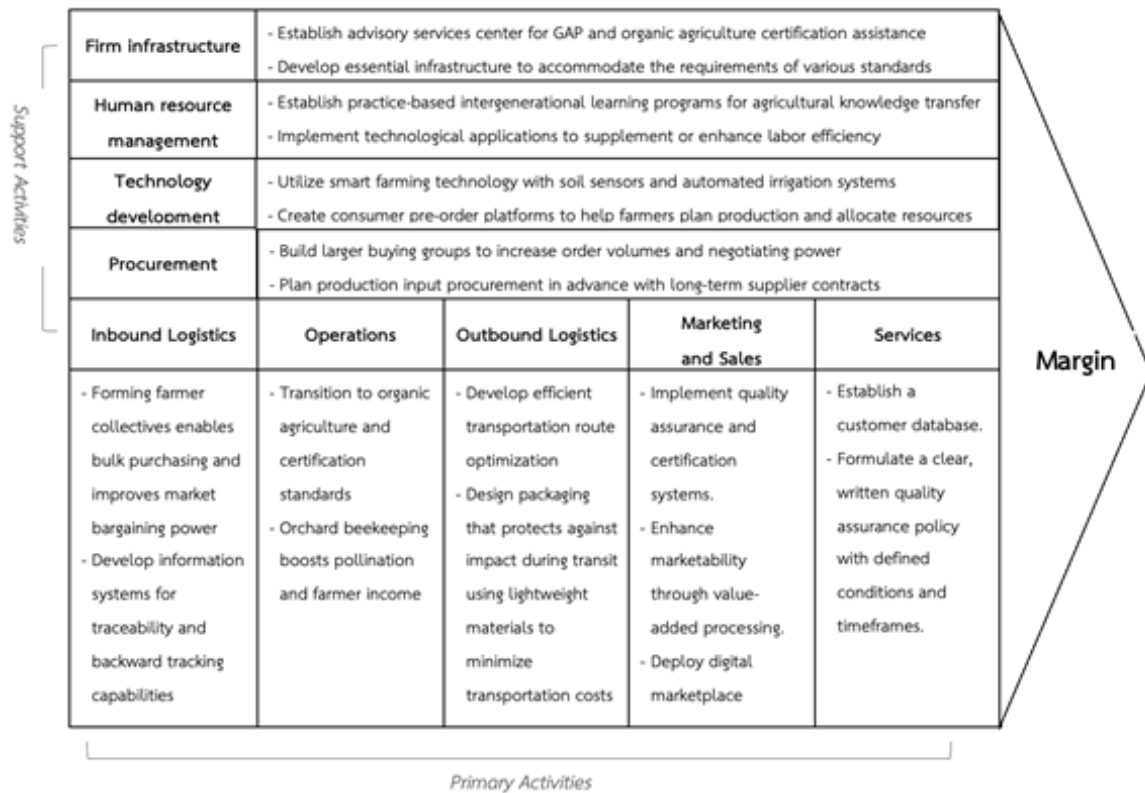 Support Activities
Firm infrastructure
- Establish advisory services center for GAP and organic agriculture certification assistance
- Develop essential infrastructure to accommodate the requirements of various standards
Human resource
management
- Establish practice-based intergenerational learning programs for agricultural knowledge transfer
- Implement technological applications to supplement or enhance labor efficiency
Technology
development
- Utilize smart farming technology with soil sensors and automated irrigation systems
- Create consumer pre-order platforms to help farmers plan production and allocate resources
Procurement
- Build larger buying groups to increase order volumes and negotiating power
- Plan production input procurement in advance with long-term supplier contracts
Inbound Logistics
- Forming farmer
collectives enables
bulk purchasing and
improves market
bargaining power
- Develop information
systems for
traceability and
backward tracking
capabilities
Operations
- Transition to organic
agriculture and
certification
standards
- Orchard beekeeping
boosts pollination
and farmer income
Outbound Logistics
- Develop efficient
transportation route
optimization
- Design packaging
that protects against
impact during transit
using lightweight
materials to
minimize
transportation costs
Marketing
and Sales
- Implement quality
assurance and
certification
systems.
- Enhance
marketability
through value-
added processing.
- Deploy digital
marketplace
Services
- Establish a
customer database.
- Formulate a clear,
written quality
assurance policy
with defined
conditions and
timeframes.
Margin
Primary Activities